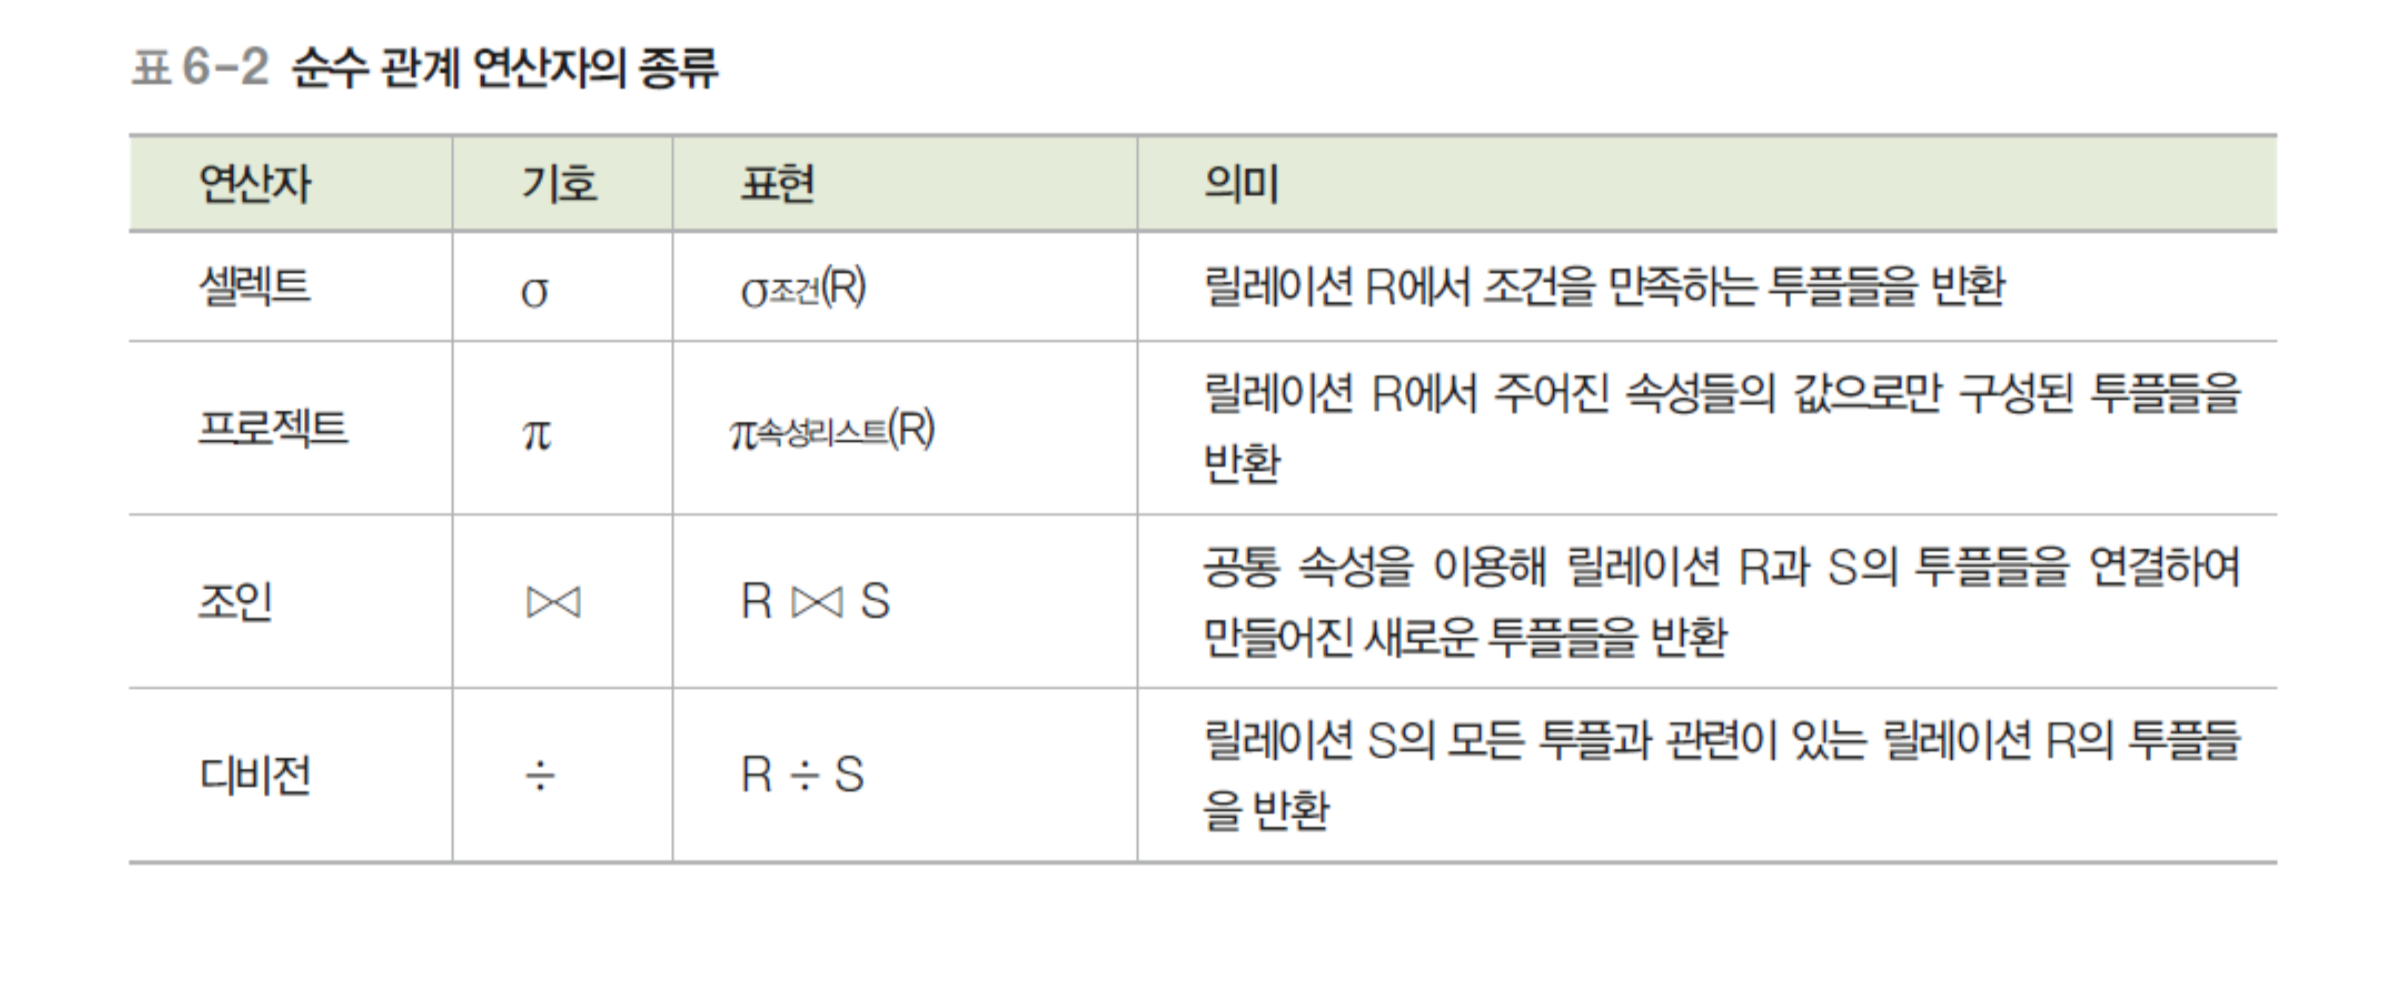 표 6-2 순수 관계 연산자의 종류
연산자 기호 표현 의미
셀렉트 σ σ조건(R) 릴레이션 R에서 조건을 만족하는 투플들을 반환
프로젝트 π π속성리스트(R) 릴레이션 R에서 주어진 속성들의 값으로만 구성된 투플들을
반환
조인 ⋈ R ⋈ S 공통 속성을 이용해 릴레이션 R과 S의 투플들을 연결하여
만들어진 새로운 투플들을 반환
디비전 ÷ R ÷ S 릴레이션 S의 모든 투플과 관련이 있는 릴레이션 R의 투플들
을 반환